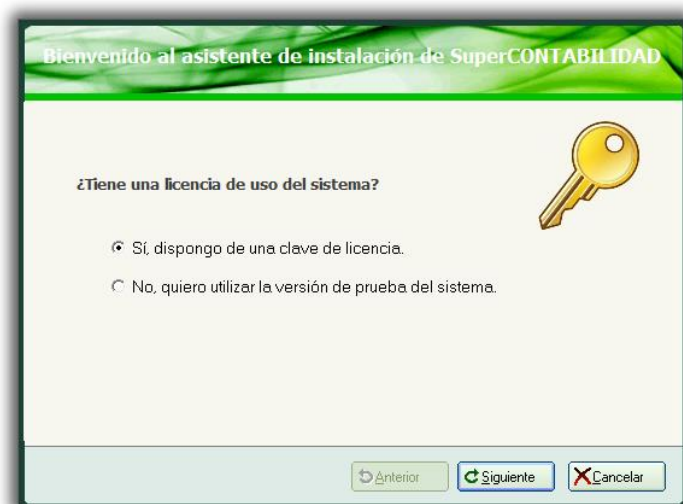 Bienvenido al asistente de instalación de SuperCONTABILIDAD
¿Tiene una licencia de uso del sistema?
Sí, dispongo de una clave de licencia.
No, quiero utilizar la versión de prueba del sistema.
Anterior Siguiente Cancelar